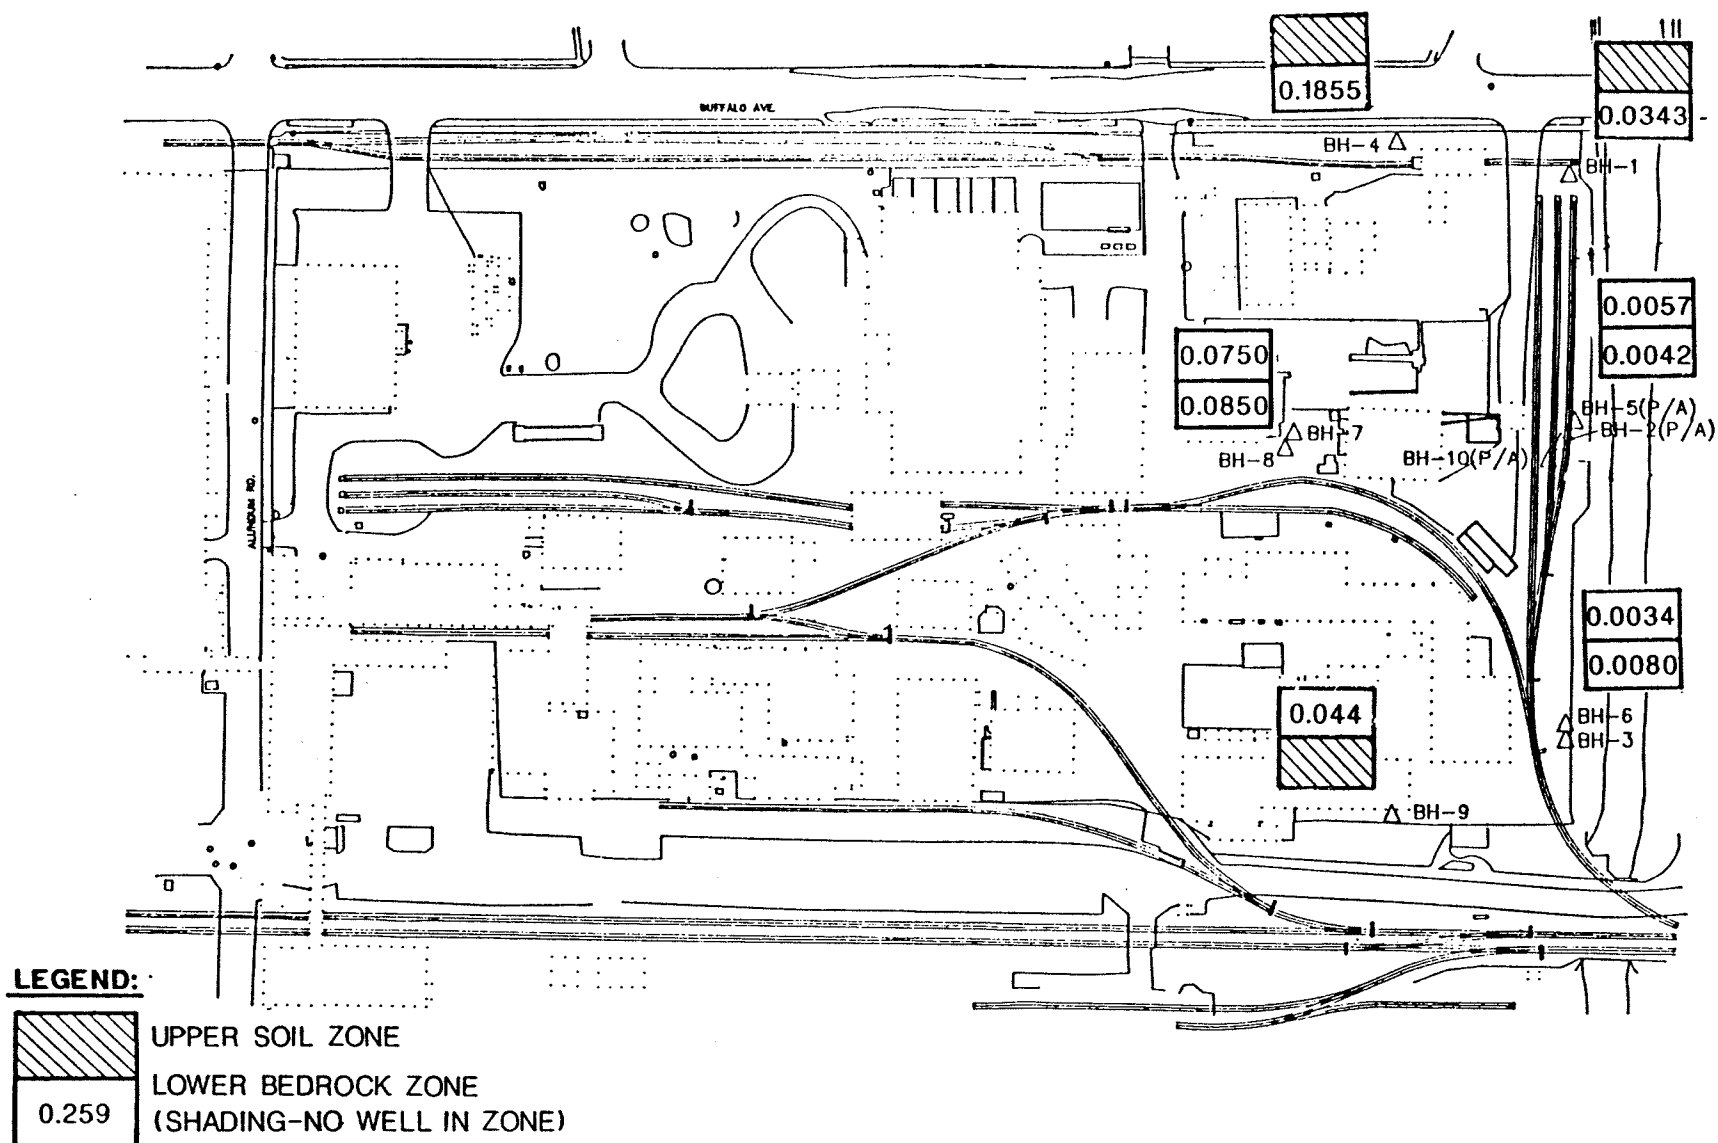 0.1855
0.0343
BUFFALO AVE.
BH-4
BH-1
0.0057
0.0042
0.0750
0.0850
BH-5(P/A)
BH-2(P/A)
BH-7
BH-8
BH-10(P/A)
ALUNDUM RD.
0.0034
0.0080
0.044
BH-6
BH-3
BH-9
LEGEND:
UPPER SOIL ZONE
LOWER BEDROCK ZONE
0.259
(SHADING-NO WELL IN ZONE)